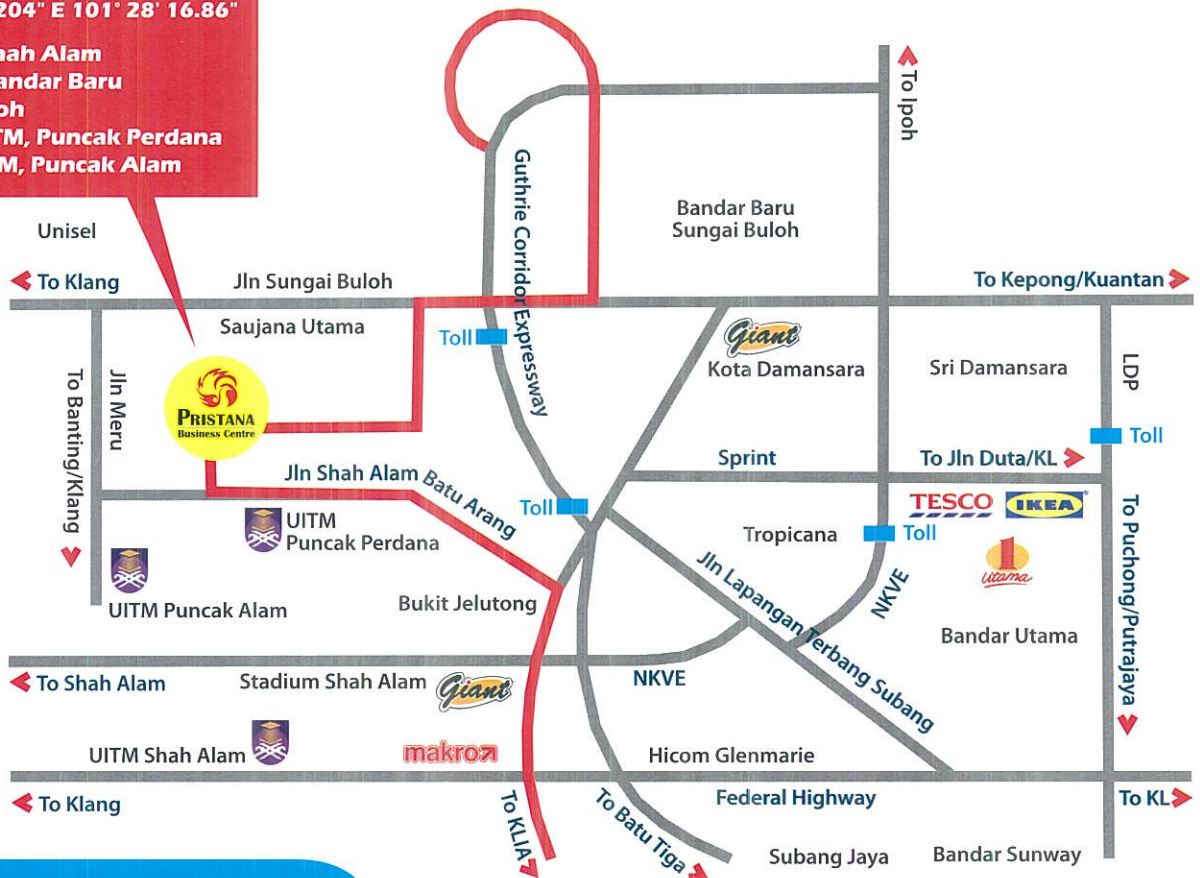 204" E 101° 28' 16.86"
hah Alam
andar Baru
oh
TM, Puncak Perdana
M, Puncak Alam
To Ipoh
Guthrie Corridor Expressway
Bandar Baru
Sungai Buloh
Unisel
To Klang
Jln Sungai Buloh
To Kepong/Kuantan
Saujana Utama
Toll
Giant
Kota Damansara
Sri Damansara
LDP
To Banting/Klang
Jln Meru
PRISTANA
Business Centre
Toll
Sprint
To Jln Duta/KL
Jln Shah Alam Batu Arang
Toll
TESCO
IKEA
UITM
Puncak Perdana
Tropicana
Toll
To Puchong/Putrajaya
1
Utama
UITM Puncak Alam
Bukit Jelutong
Jln Lapangan Terbang Subang
NKVE
Bandar Utama
To Shah Alam
Stadium Shah Alam
Giant
NKVE
UITM Shah Alam
makro
Hicom Glenmarie
To Klang
To KLIA
To Batu Tiga
Federal Highway
To KL
Subang Jaya
Bandar Sunway